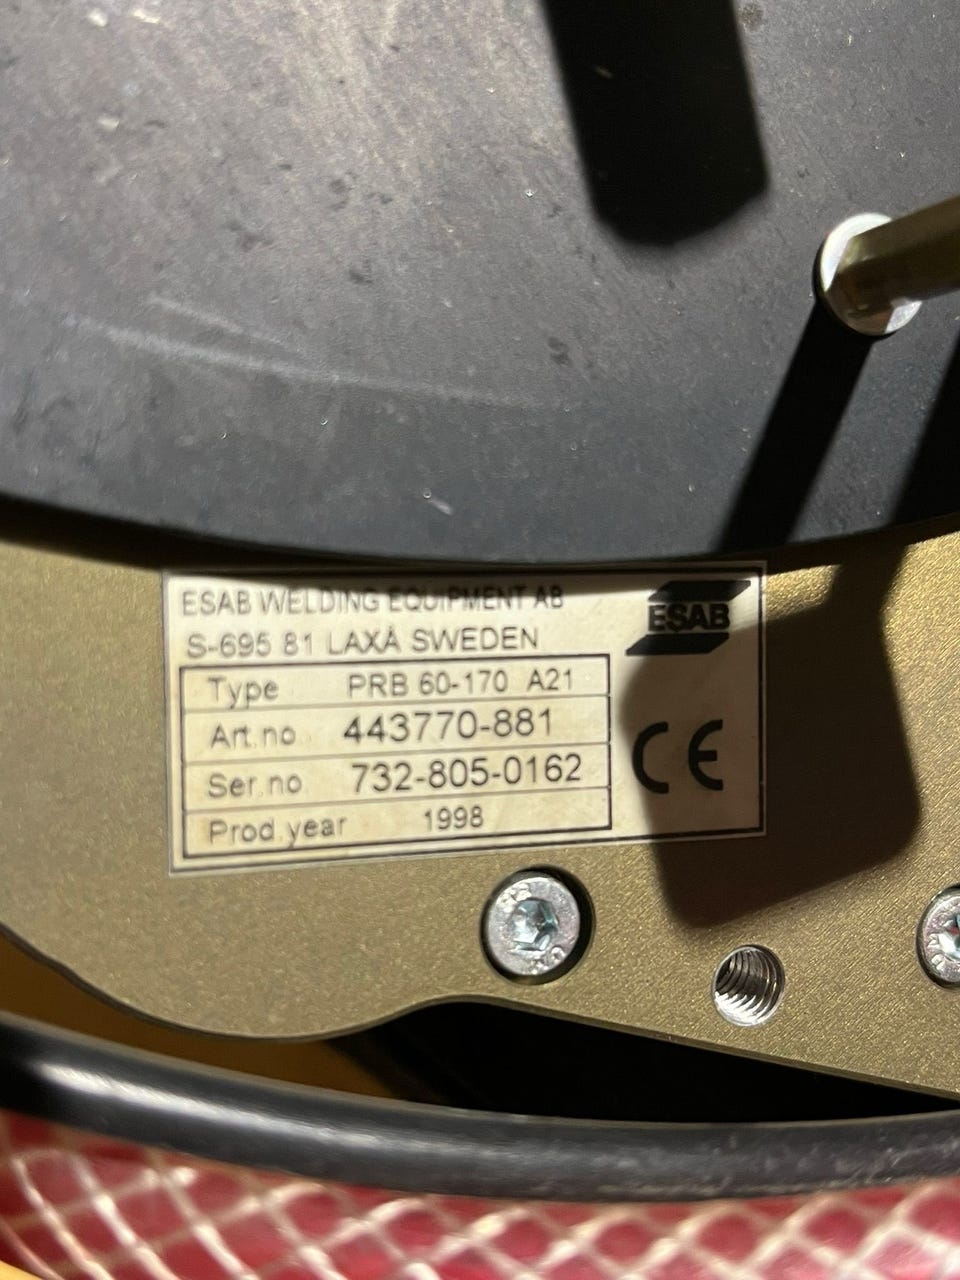 ESAB WELDING EQUIPMENT AB
S-695 81 LAXÅ SWEDEN
ESAB
Type PRB 60-170 A21
Art.no 443770-881
Ser.no 732-805-0162
Prod.year 1998
CE